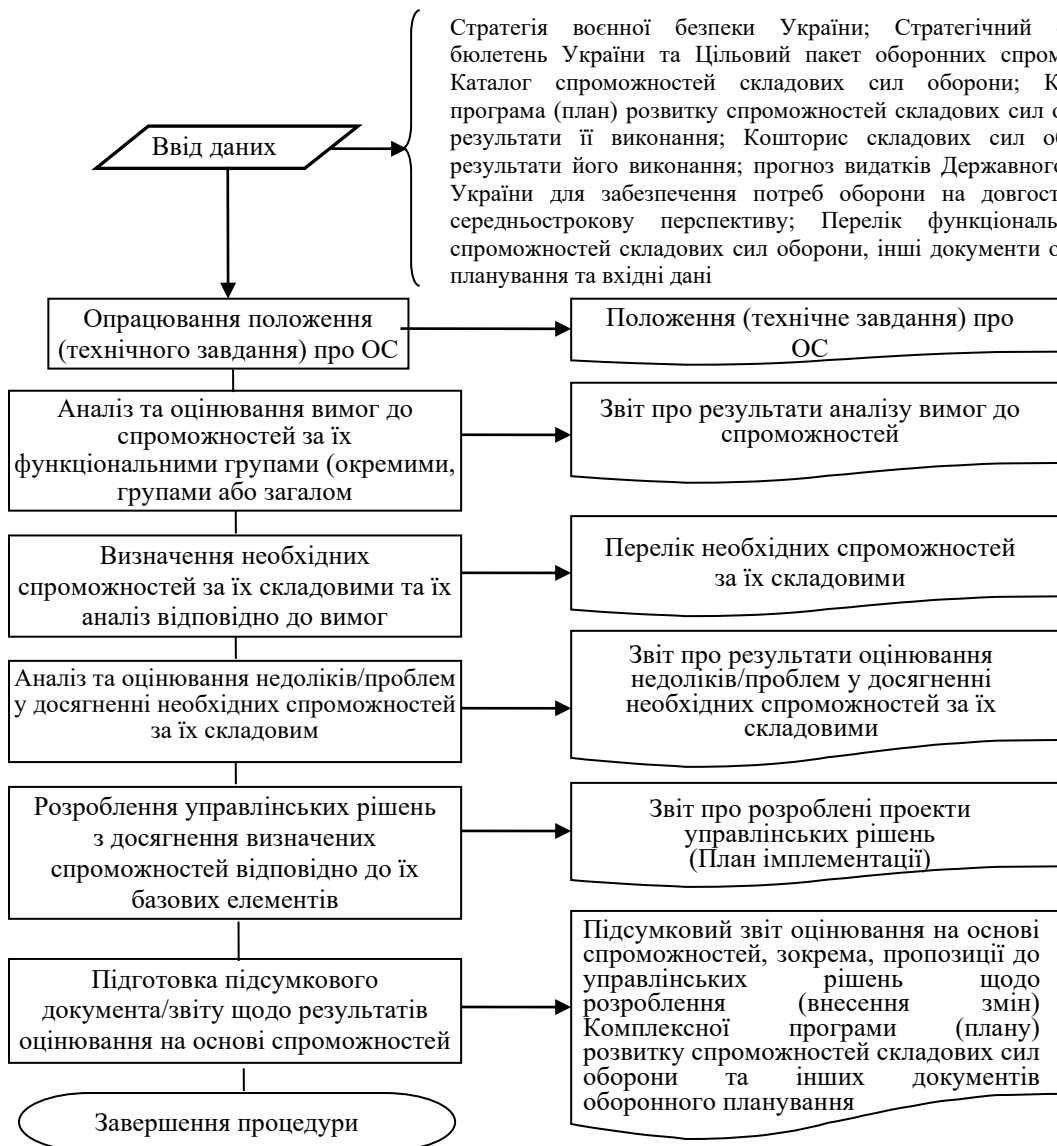 Стратегія воєнної безпеки України; Стратегічний
бюлетень України та Цільовий пакет оборонних
Каталог спроможностей складових сил оборони;
програма (план) розвитку спроможностей складових сил
результати її виконання; Кошторис складових сил
результати його виконання; прогноз видатків Державного
України для забезпечення потреб оборони на
середньострокову перспективу; Перелік
спроможностей складових сил оборони, інші документи
планування та вхідні дані
Ввід даних
Опрацювання положення
(технічного завдання) про ОС
Положення (технічне завдання) про
ОС
Аналіз та оцінювання вимог до
спроможностей за їх
функціональними групами (окремими,
групами або загалом
Звіт про результати аналізу вимог до
спроможностей
Визначення необхідних
спроможностей за їх складовими та їх
аналіз відповідно до вимог
Перелік необхідних спроможностей
за їх складовими
Аналіз та оцінювання недоліків/проблем
у досягненні необхідних спроможностей
за їх складовим
Звіт про результати оцінювання
недоліків/проблем у досягненні
необхідних спроможностей за їх
складовими
Розроблення управлінських рішень
з досягнення визначених
спроможностей відповідно до їх
базових елементів
Звіт про розроблені проекти
управлінських рішень
(План імплементації)
Підготовка підсумкового
документа/звіту щодо результатів
оцінювання на основі спроможностей
Підсумковий звіт оцінювання на основі
спроможностей, зокрема, пропозиції до
управлінських рішень щодо
розроблення (внесення змін)
Комплексної програми (плану)
розвитку спроможностей складових сил
оборони та інших документів
оборонного планування
Завершення процедури